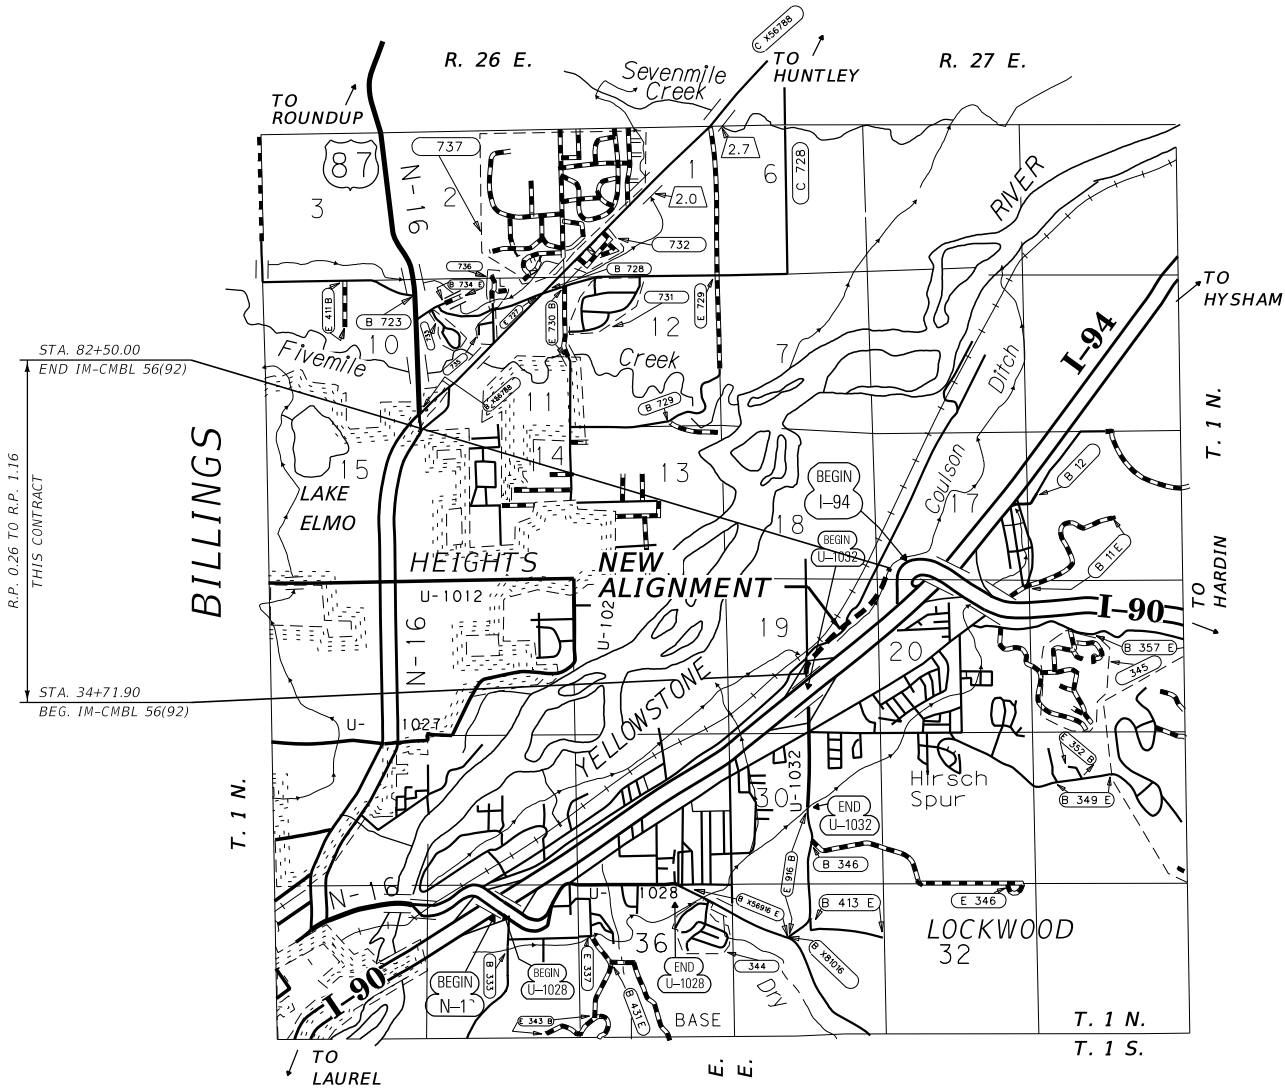 C X56788
R. 26 E.
R. 27 E.
TO
HUNTLEY
Sevenmile
Creek
TO
ROUNDUP
87
N-16
737
2.7
C 728
RIVER
3
2
1
6
2.0
732
736
B 734 E
B 728
TO
HYSHAM
E 411 B
B 723
E 727
E 730 B
731
E 729
I-94
10
12
7
Fivemile
Creek
Ditch
STA. 82+50.00
END IM-CMBL 56(92)
735
B X56788
11
B 729
T. 1 N.
BILLINGS
15
14
13
BEGIN
I-94
Coulson
17
B 12
LAKE
ELMO
18
BEGIN
U-1032
R.P. 0.26 TO R.P. 1.16
THIS CONTRACT
HEIGHTS
NEW
ALIGNMENT
B 11 E
TO
HARDIN
U-1012
I-90
N-16
19
20
B 357 E
345
YELLOWSTONE
STA. 34+71.90
BEG. IM-CMBL 56(92)
U- 1027
E 352 B
U-1032
Hirsch
Spur
30
B 349 E
END
U-1032
T. 1 N.
B 346
E 916 B
N-16
U- 1028
B X56916 E
B 413 E
E 346
LOCKWOOD
36
32
B X81016
BEGIN
B 333
BEGIN
U-1028
E 337
END
U-1028
344
I-90
Dry
B 431 E
E 343 B
BASE
T. 1 N.
T. 1 S.
TO
LAUREL
E.
E.